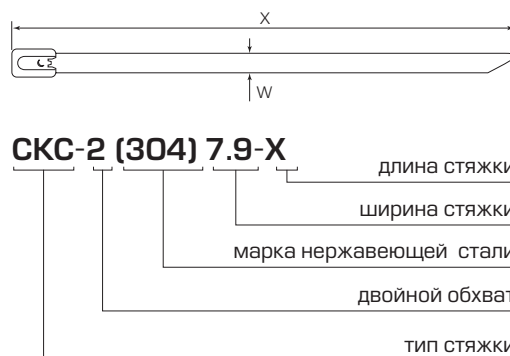 X
W
СКС-2 (304) 7.9-X
длина стяжки
ширина стяжки
марка нержавеющей стали
двойной обхват
тип стяжки